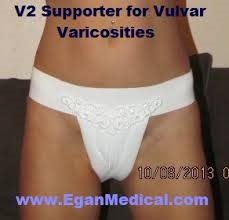 V2 Supporter for Vulvar
Varicosities
10/08/2013
www.EganMedical.com